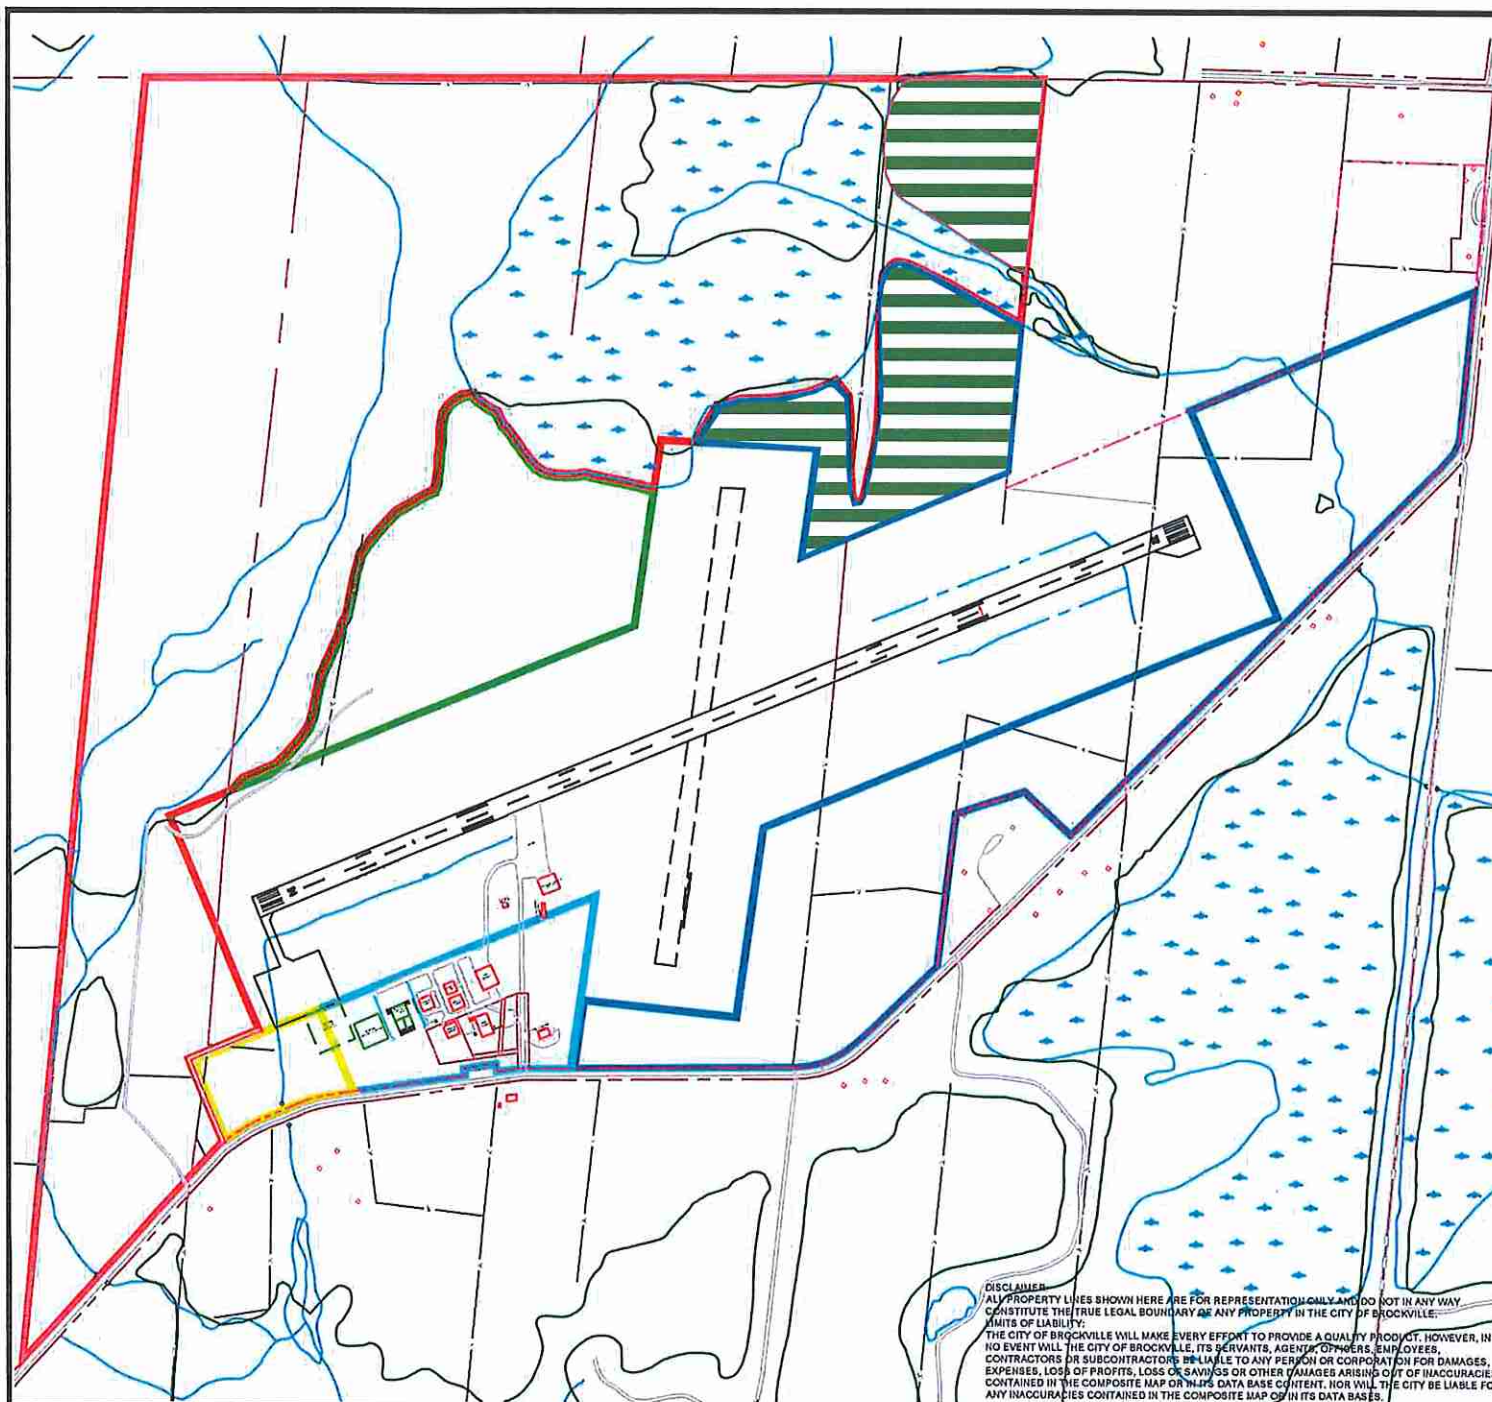 DISCLAIMER:
ALL PROPERTY LINES SHOWN HERE ARE FOR REPRESENTATION ONLY AND DO NOT IN ANY WAY
CONSTITUTE THE TRUE LEGAL BOUNDARY OF ANY PROPERTY IN THE CITY OF BROCKVILLE.
LIMITS OF LIABILITY:
THE CITY OF BROCKVILLE WILL MAKE EVERY EFFORT TO PROVIDE A QUALITY PRODUCT. HOWEVER, IN
NO EVENT WILL THE CITY OF BROCKVILLE, ITS SERVANTS, AGENTS, OFFICERS, EMPLOYEES,
CONTRACTORS OR SUBCONTRACTORS BE LIABLE TO ANY PERSON OR CORPORATION FOR DAMAGES,
EXPENSES, LOSS OF PROFITS, LOSS OF SAVINGS OR OTHER DAMAGES ARISING OUT OF INACCURACIE
CONTAINED IN THE COMPOSITE MAP OR IN ITS DATA BASE CONTENT. NOR WILL THE CITY BE LIABLE FO
ANY INACCURACIES CONTAINED IN THE COMPOSITE MAP OR IN ITS DATA BASES.